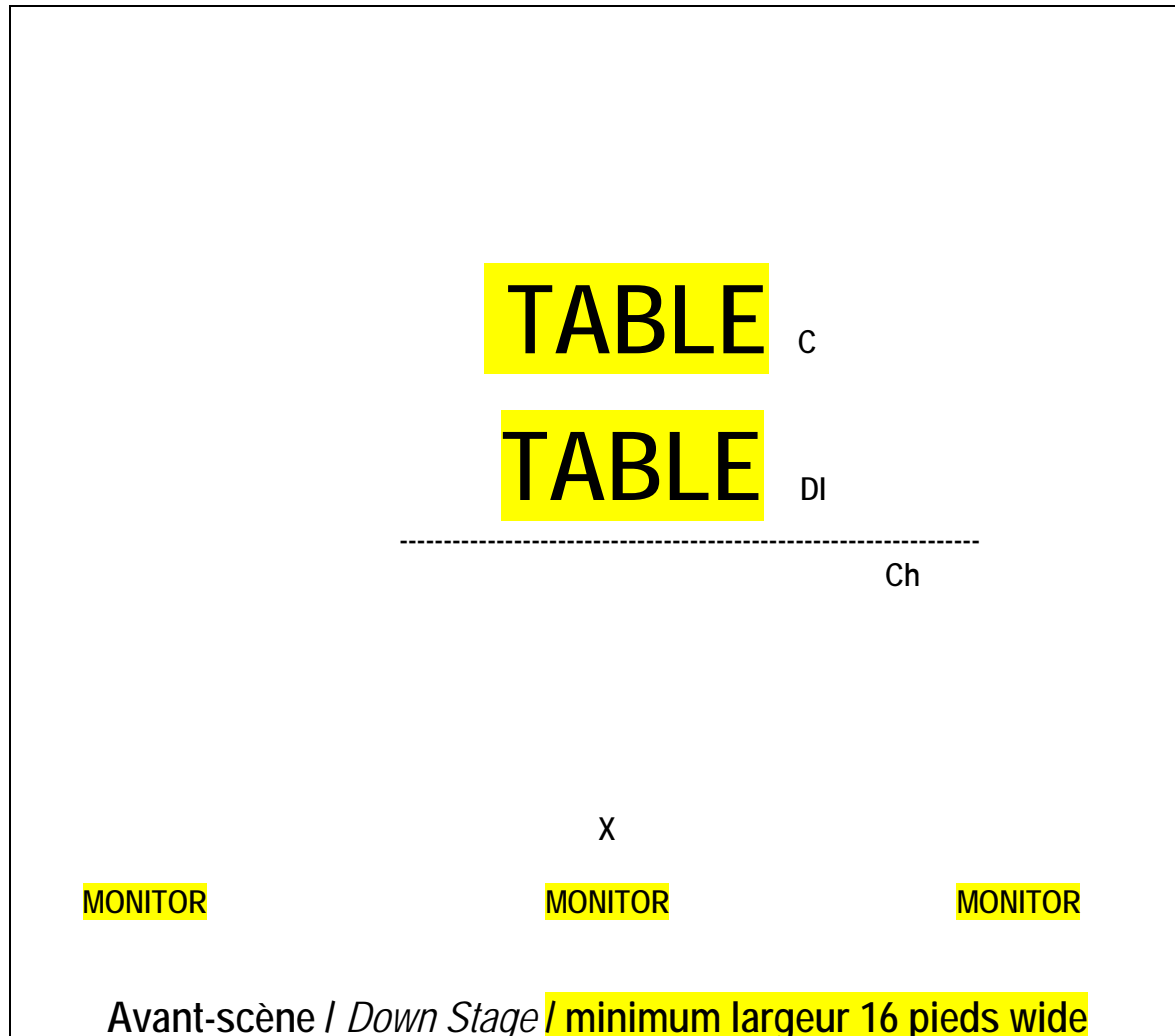 TABLE C
TABLE DI
------------------------------------------------------------------
Ch
X
MONITOR MONITOR MONITOR
Avant-scène / Down Stage / minimum largeur 16 pieds wide